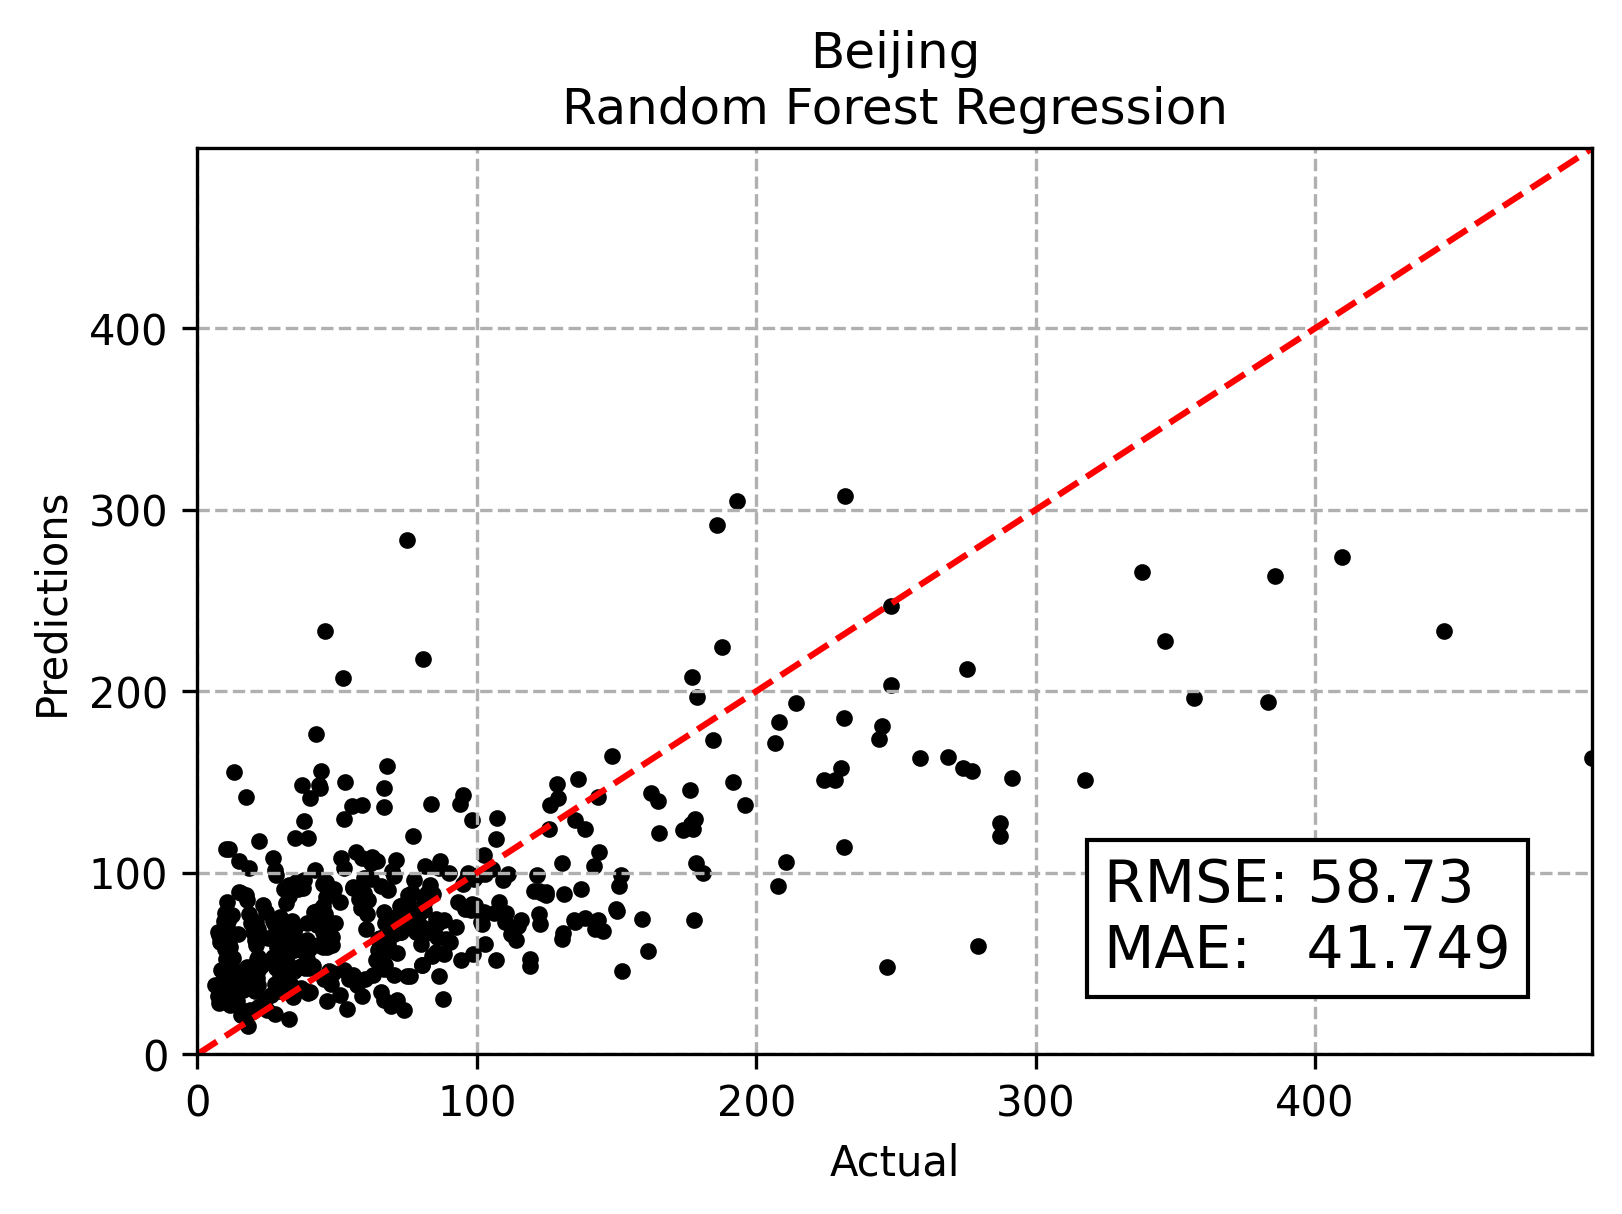 Beijing
Random Forest Regression
400
300
200
100
0
Predictions
0 100 200 300 400
Actual
RMSE: 58.73
MAE: 41.749